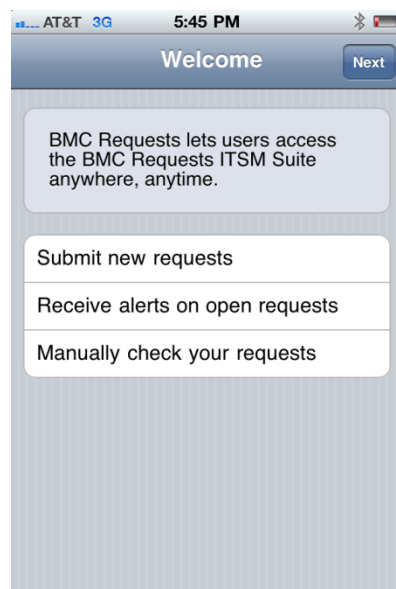 AT&T 3G 5:45 PM
Welcome
Next
BMC Requests lets users access
the BMC Requests ITSM Suite
anywhere, anytime.
Submit new requests
Receive alerts on open requests
Manually check your requests